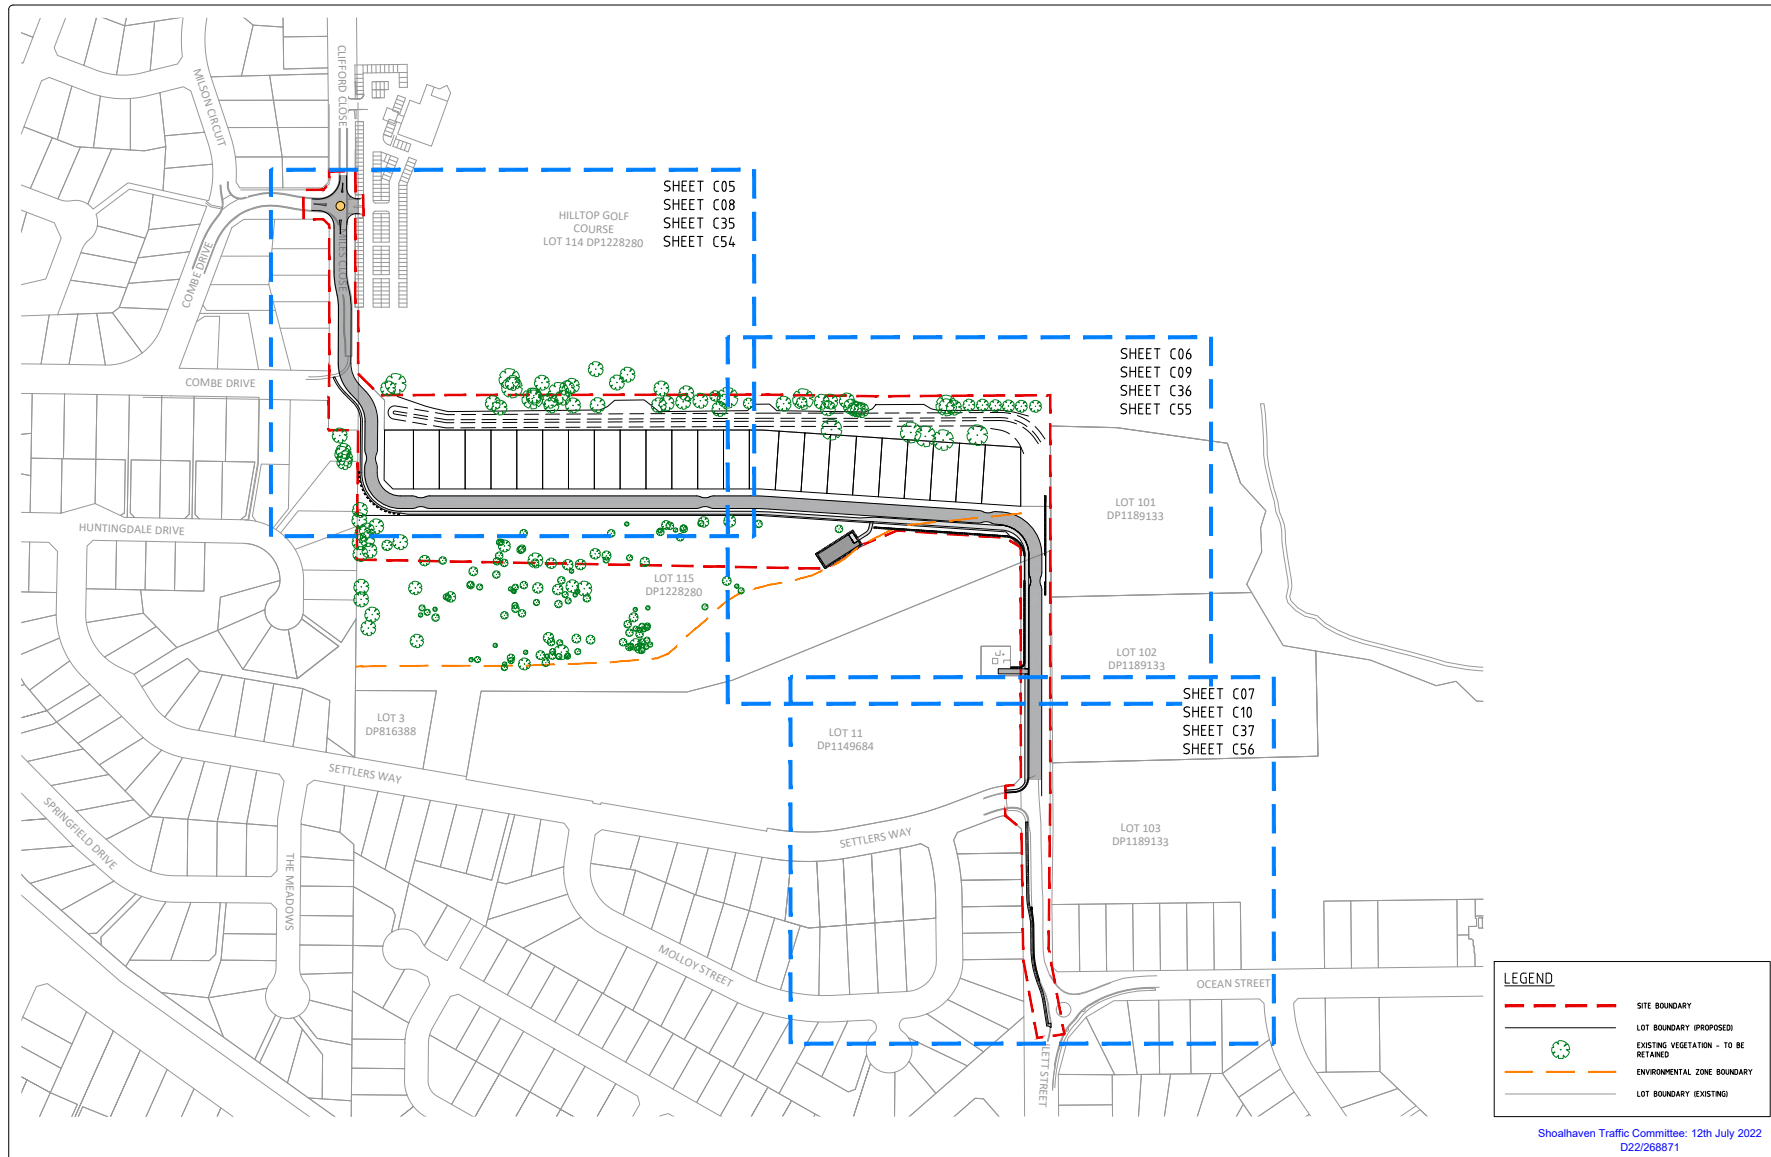 CLIFFORD CLOSE
MILSON CIRCUIT
SHEET C05
SHEET C08
SHEET C35
SHEET C54
HILLTOP GOLF
COURSE
LOT 114 DP1228280
MILES CLOSE
COMBE DRIVE
COMBE DRIVE
SHEET C06
SHEET C09
SHEET C36
SHEET C55
LOT 101
DP1189133
HUNTINGDALE DRIVE
LOT 115
DP1228280
LOT 102
DP1189133
SHEET C07
SHEET C10
SHEET C37
SHEET C56
LOT 3
DP816388
LOT 11
DP1149684
SETTLERS WAY
SETTLERS WAY
LOT 103
DP1189133
SPRINGFIELD DRIVE
THE MEADOWS
MOLLOY STREET
OCEAN STREET
LETT STREET
LEGEND
SITE BOUNDARY
LOT BOUNDARY (PROPOSED)
EXISTING VEGETATION - TO BE
RETAINED
ENVIRONMENTAL ZONE BOUNDARY
LOT BOUNDARY (EXISTING)
Shoalhaven Traffic Committee: 12th July 2022
D22/268871